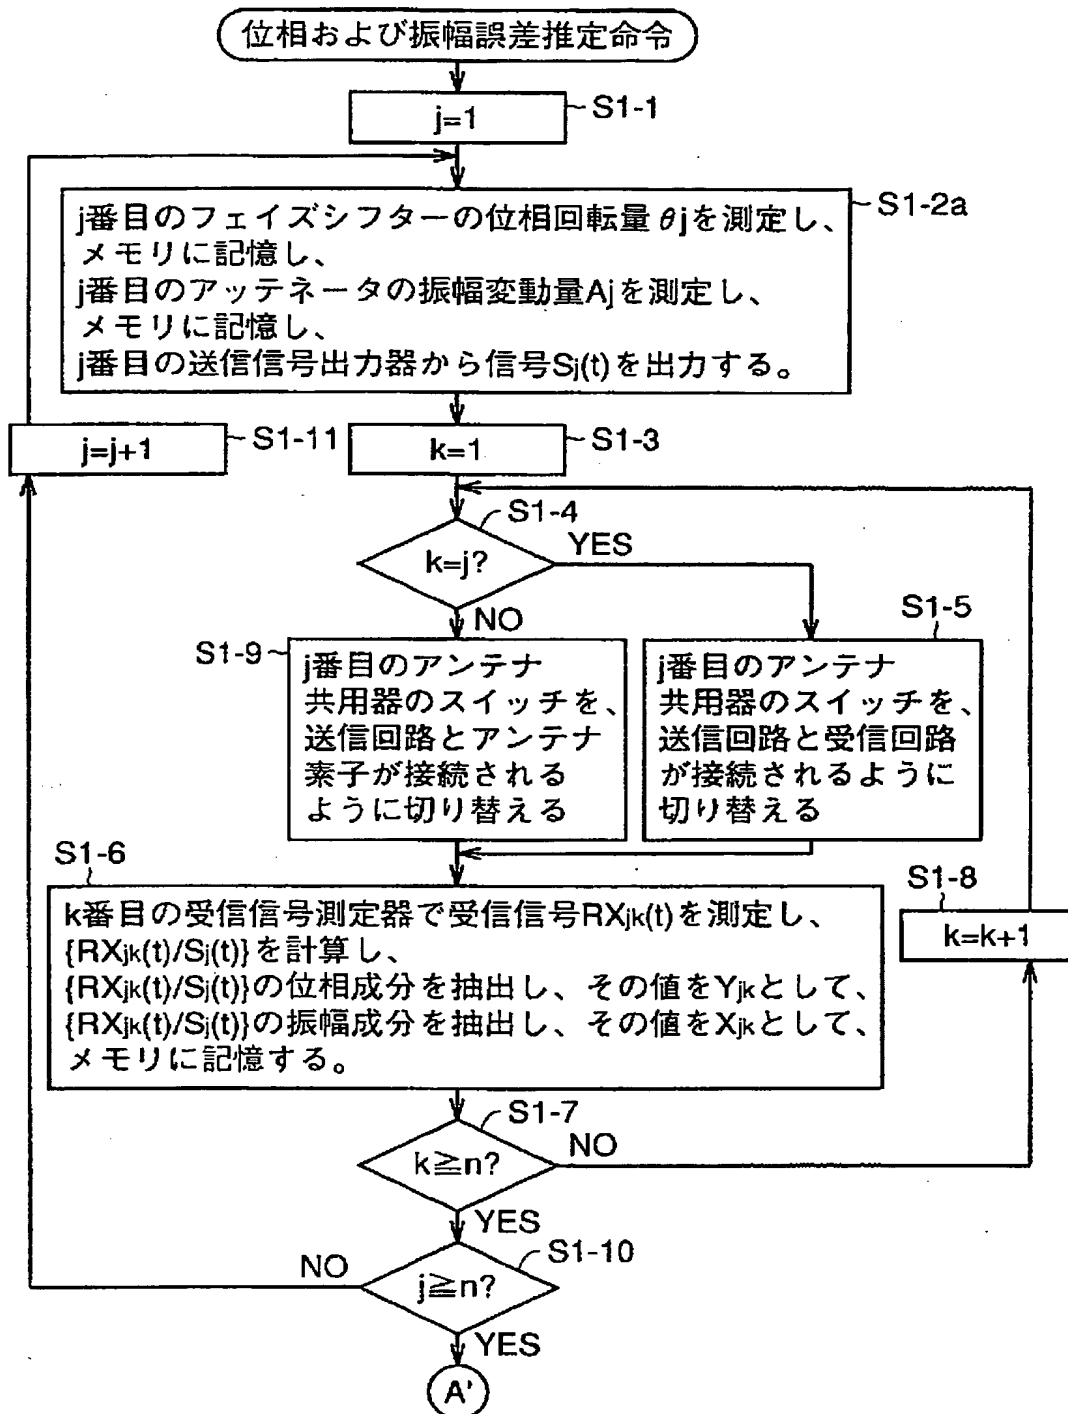 位相および振幅誤差推定命令
j=1
S1-1
j番目のフェイズシフターの位相回転量θjを測定し、
メモリに記憶し、
j番目のアッテネータの振幅変動量Ajを測定し、
メモリに記憶し、
j番目の送信信号出力器から信号Sj(t)を出力する。
S1-2a
j=j+1
S1-11
k=1
S1-3
S1-4
k=j?
YES
NO
S1-9
j番目のアンテナ
共用器のスイッチを、
送信回路とアンテナ
素子が接続される
ように切り替える
S1-5
j番目のアンテナ
共用器のスイッチを、
送信回路と受信回路
が接続されるように
切り替える
S1-6
k番目の受信信号測定器で受信信号RXjk(t)を測定し、
{RXjk(t)/Sj(t)}を計算し、
{RXjk(t)/Sj(t)}の位相成分を抽出し、その値をYjkとして、
{RXjk(t)/Sj(t)}の振幅成分を抽出し、その値をXjkとして、
メモリに記憶する。
S1-8
k=k+1
S1-7
k≧n?
NO
YES
S1-10
j≧n?
NO
YES
A'